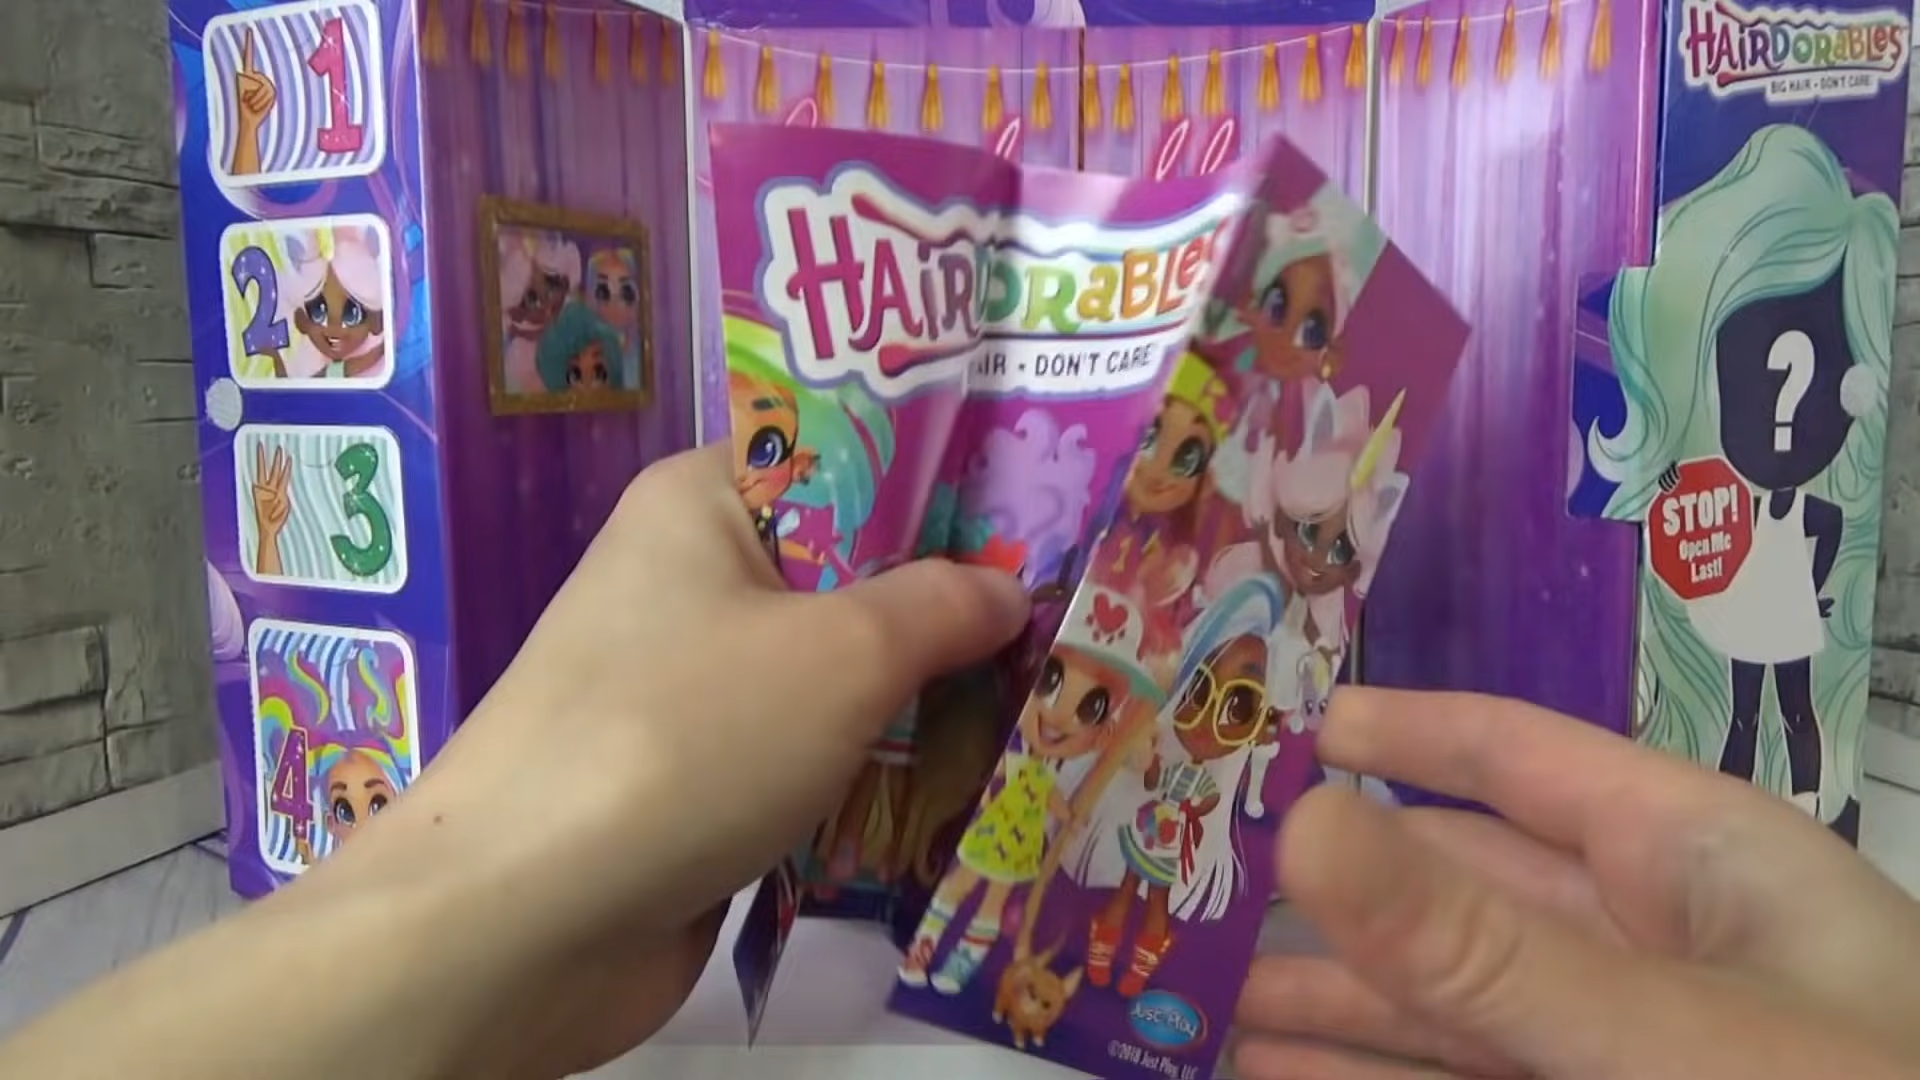 1
2
3
4
HAiRDORaBLes
AIR • DON'T CARE
Just Play
©2018 Just Play, LLC
HAiRDORaBLes
BIG HAIR • DON'T CARE
?
STOP!
Open Me
Last!